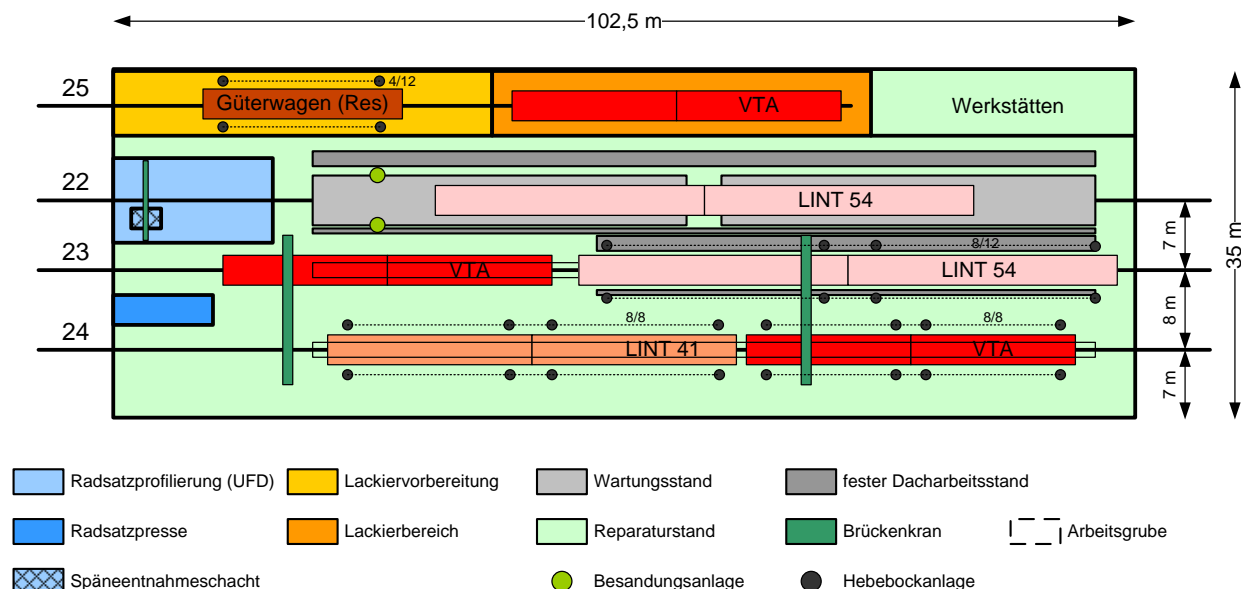 102,5 m
25
4/12
Güterwagen (Res)
VTA
Werkstätten
22
LINT 54
7 m
35 m
8/12
23
VTA
LINT 54
8 m
8/8
8/8
24
LINT 41
VTA
7 m
Radsatzprofilierung (UFD)
Lackiervorbereitung
Wartungsstand
fester Dacharbeitsstand
Radsatzpresse
Lackierbereich
Reparaturstand
Brückenkran
Arbeitsgrube
Späneentnahmeschacht
Besandungsanlage
Hebebockanlage